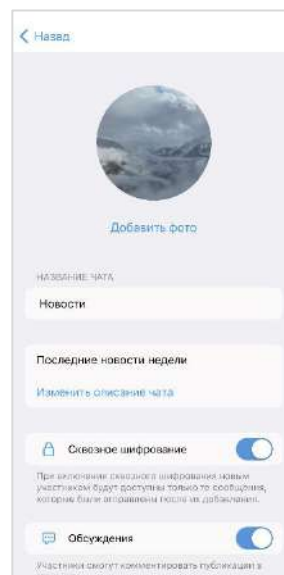 Назад
Добавить фото
НАЗВАНИЕ ЧАТА
Новости
Последние новости недели
Изменить описание чата
Сквозное шифрование
При включении сквозного шифрования новым
участникам будут доступны только те сообщения,
которые были отправлены после их добавления.
Обсуждения
Участники смогут комментировать публикации в